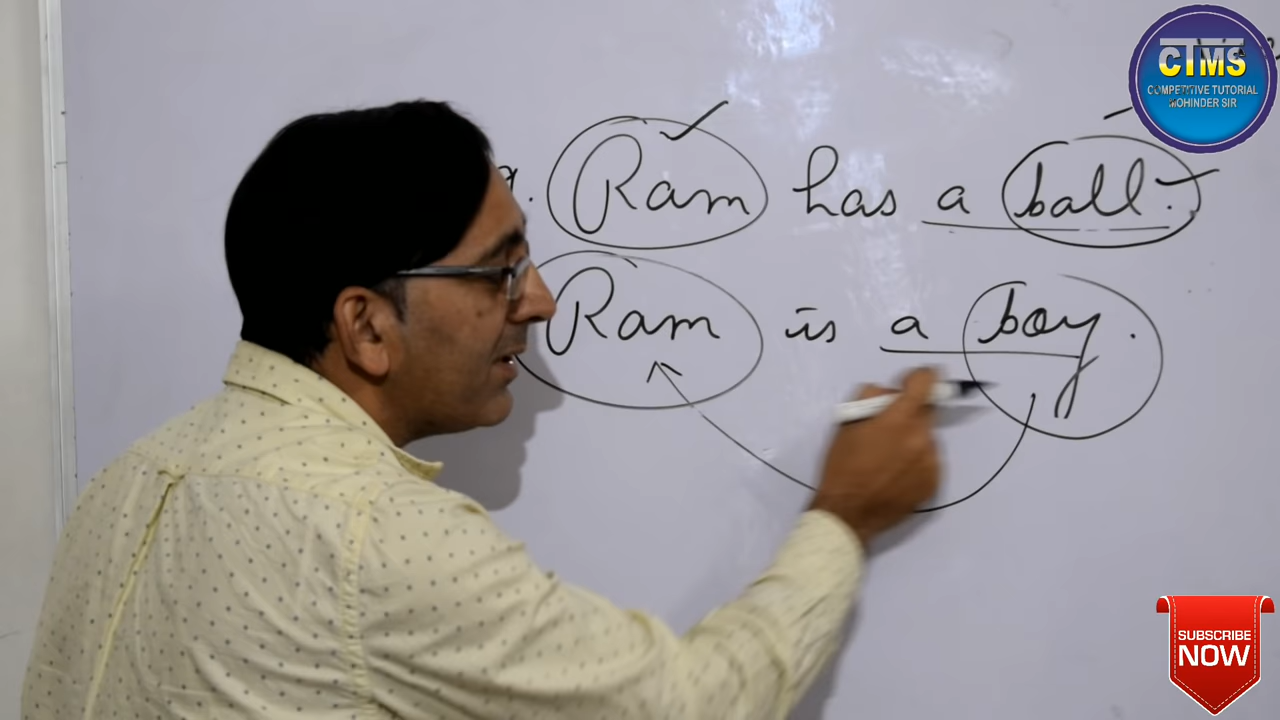 Ram has a ball.
Ram is a boy.
CTMS
COMPETITIVE TUTORIAL
MOHINDER SIR
SUBSCRIBE
NOW